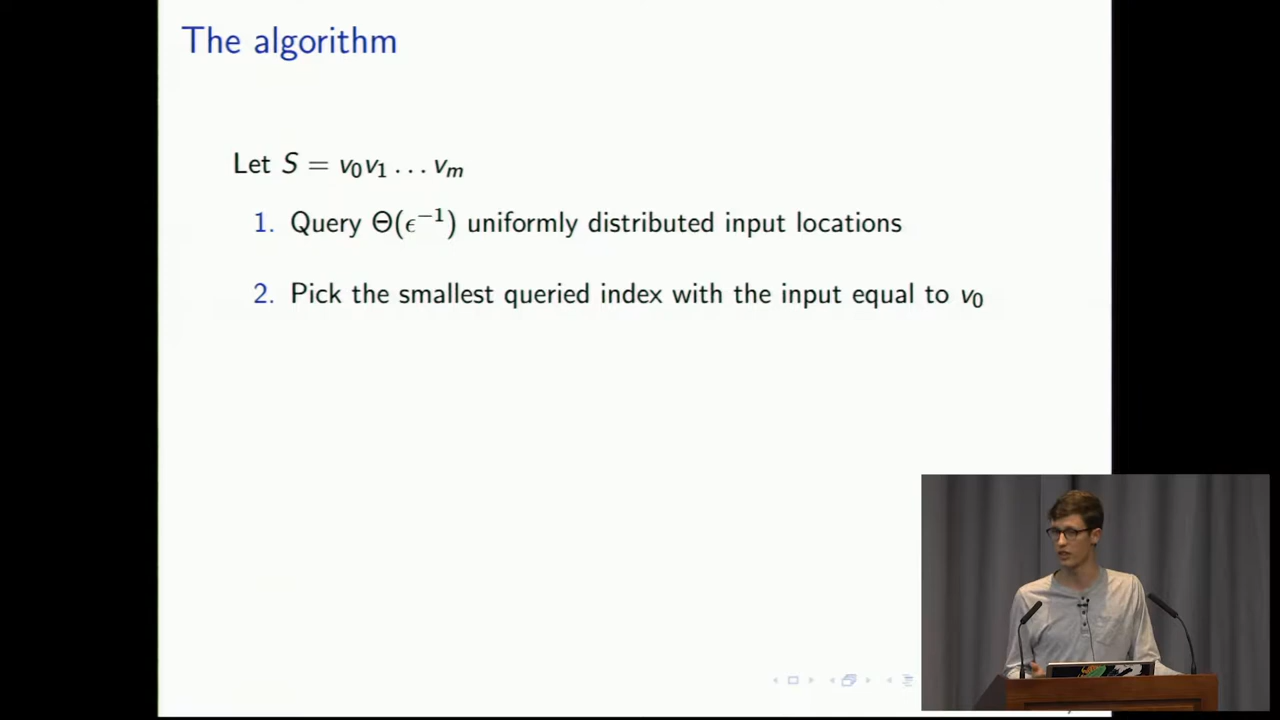 The algorithm
Let S = v₀v₁ … vₘ
1. Query Θ(ϵ⁻¹) uniformly distributed input locations
2. Pick the smallest queried index with the input equal to v₀